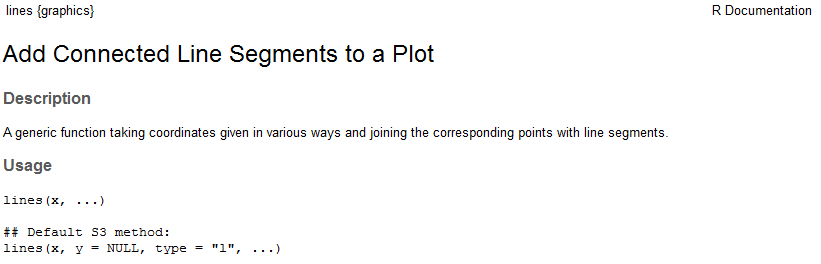 lines {graphics}
R Documentation
Add Connected Line Segments to a Plot
Description
A generic function taking coordinates given in various ways and joining the corresponding points with line segments.
Usage
lines(x, ...)
## Default S3 method:
lines(x, y = NULL, type = "l", ...)